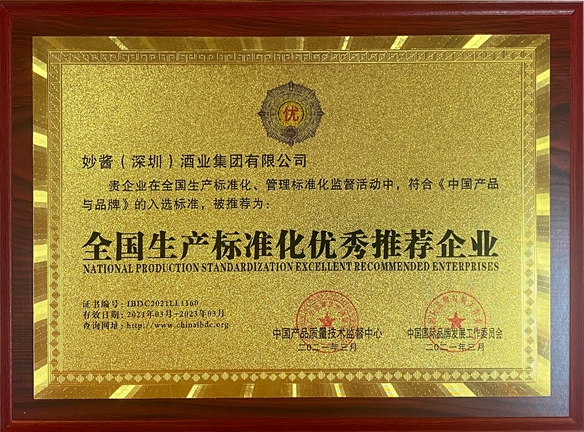 优
妙酱（深圳）酒业集团有限公司
贵企业在全国生产标准化、管理标准化监督活动中，符合《中国产品
与品牌》的入选标准，被推荐为：
全国生产标准化优秀推荐企业
NATIONAL PRODUCTION STANDARDIZATION EXCELLENT RECOMMENDED ENTERPRISES
证书编号：IBDC2021LL1160
有效日期：2021年03月-2023年03月
查询网址：http://www.chinaibdc.org
中国产品质量技术监督中心 中国国际品牌发展工作委员会
二〇二一年三月 二〇二一年三月